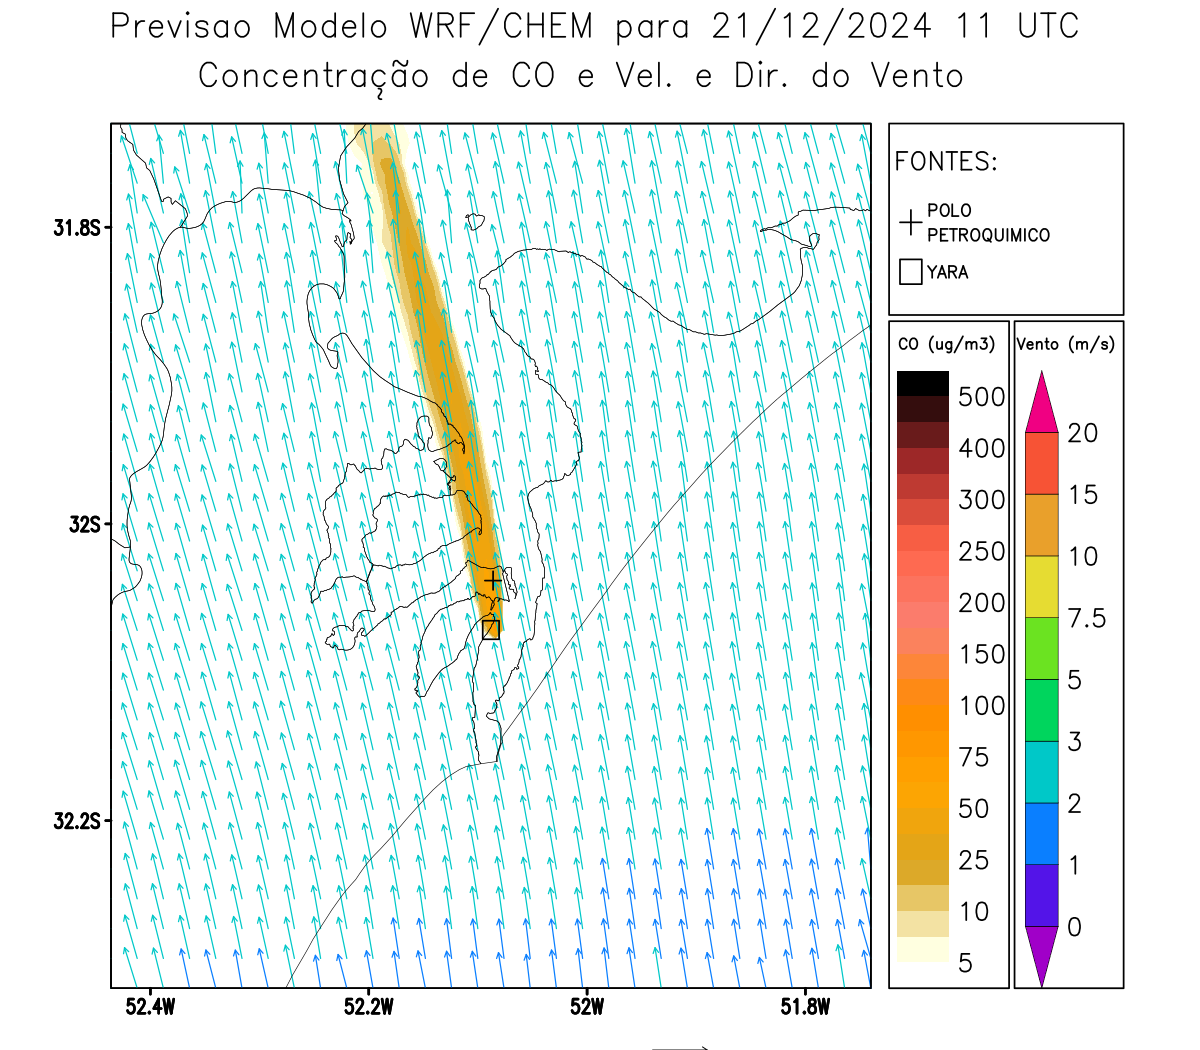 Previsao Modelo WRF/CHEM para 21/12/2024 11 UTC
Concentração de CO e Vel. e Dir. do Vento
31.8S
32S
32.2S
52.4W
52.2W
52W
51.8W
FONTES:
POLO
PETROQUIMICO
YARA
CO (ug/m3)
500
400
300
250
200
150
100
75
50
25
10
5
Vento (m/s)
20
15
10
7.5
5
3
2
1
0